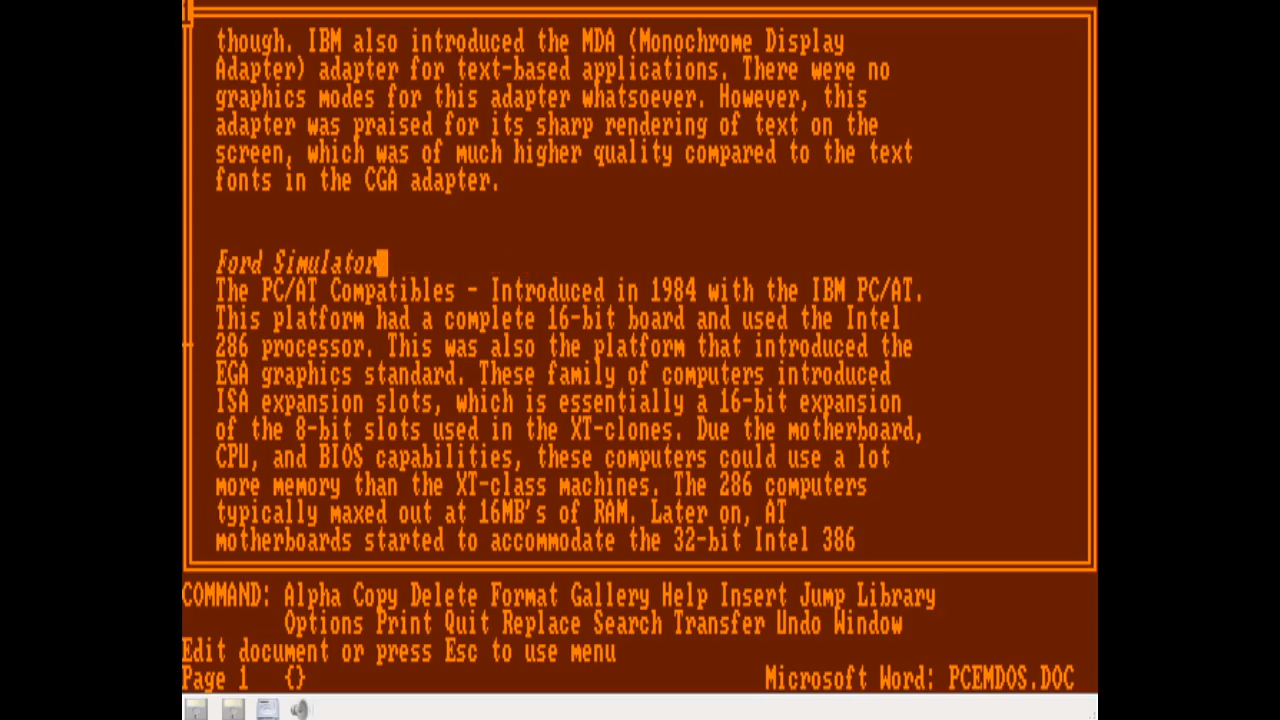 though. IBM also introduced the MDA (Monochrome Display
Adapter) adapter for text-based applications. There were no
graphics modes for this adapter whatsoever. However, this
adapter was praised for its sharp rendering of text on the
screen, which was of much higher quality compared to the text
fonts in the CGA adapter.
Ford Simulator
The PC/AT Compatibles - Introduced in 1984 with the IBM PC/AT.
This platform had a complete 16-bit board and used the Intel
286 processor. This was also the platform that introduced the
EGA graphics standard. These family of computers introduced
ISA expansion slots, which is essentially a 16-bit expansion
of the 8-bit slots used in the XT-clones. Due the motherboard,
CPU, and BIOS capabilities, these computers could use a lot
more memory than the XT-class machines. The 286 computers
typically maxed out at 16MB's of RAM. Later on, AT
motherboards started to accommodate the 32-bit Intel 386
COMMAND: Alpha Copy Delete Format Gallery Help Insert Jump Library
Options Print Quit Replace Search Transfer Undo Window
Edit document or press Esc to use menu
Page 1 {} Microsoft Word: PCEMDOS.DOC